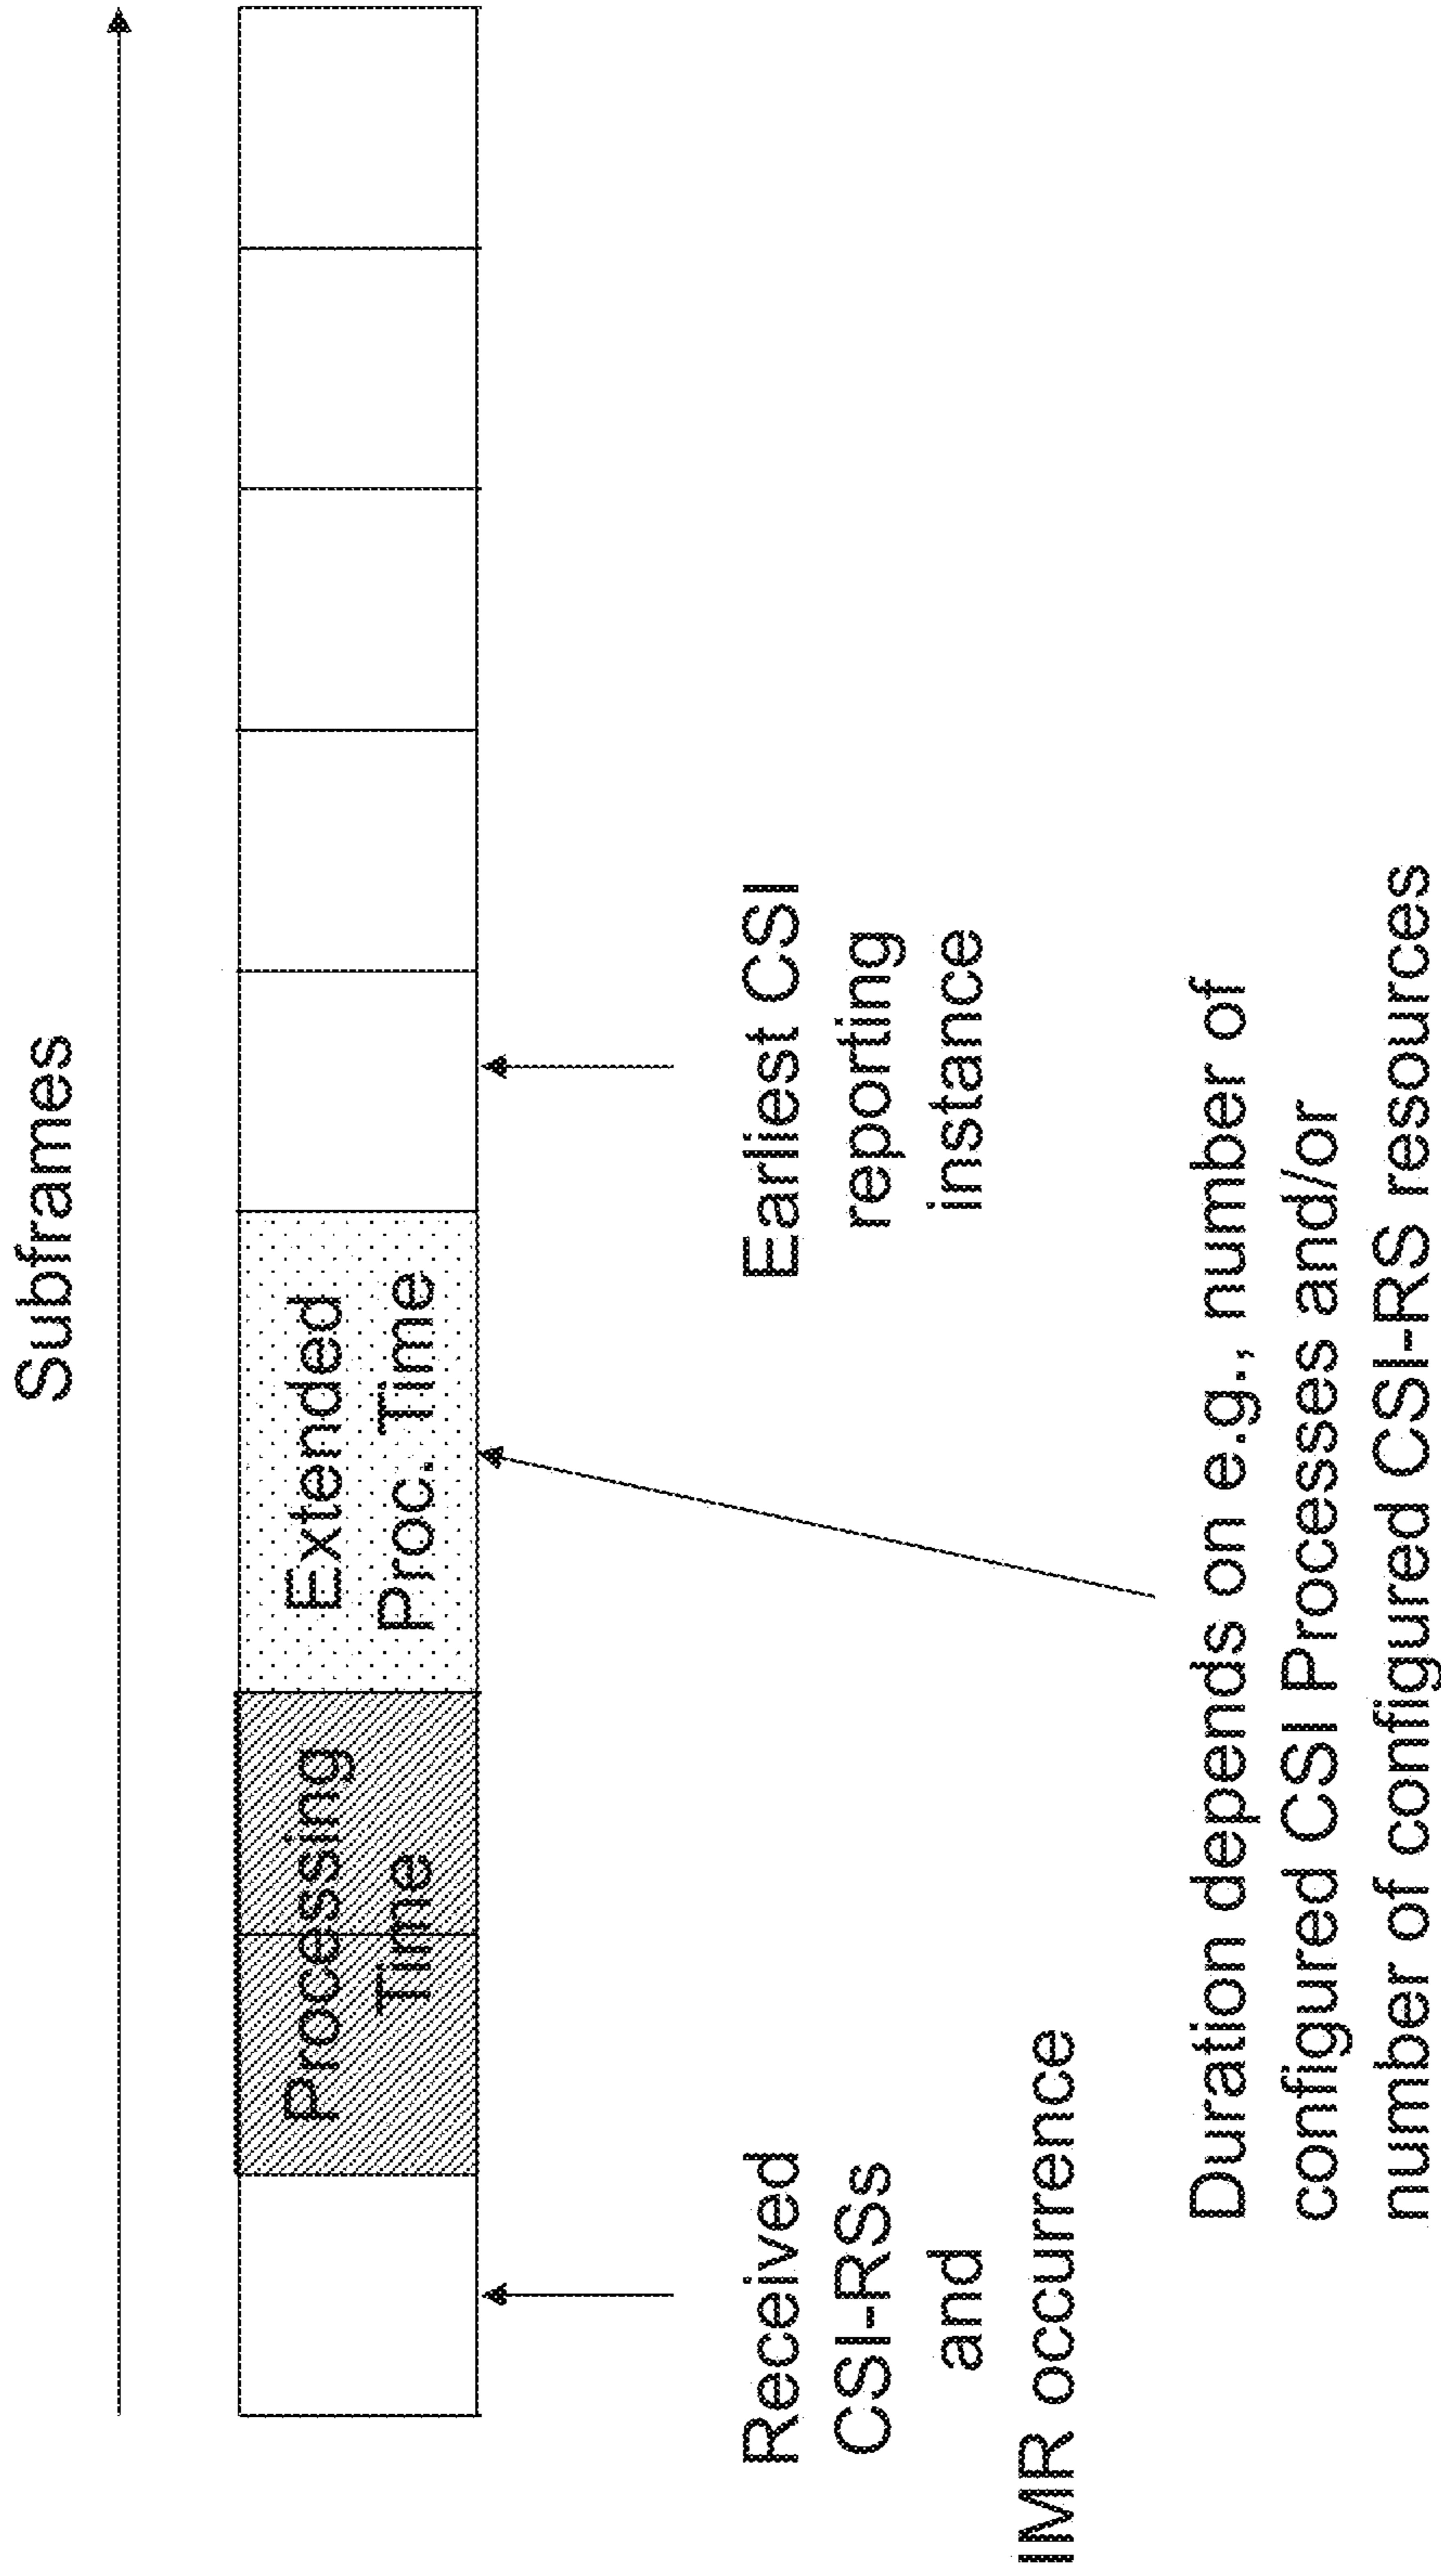 Subframes
Processing
Time
Extended
Proc. Time
Received
CSI-RSs
and
IMR occurrence
Earliest CSI
reporting
instance
Duration depends on e.g., number of
configured CSI Processes and/or
number of configured CSI-RS resources